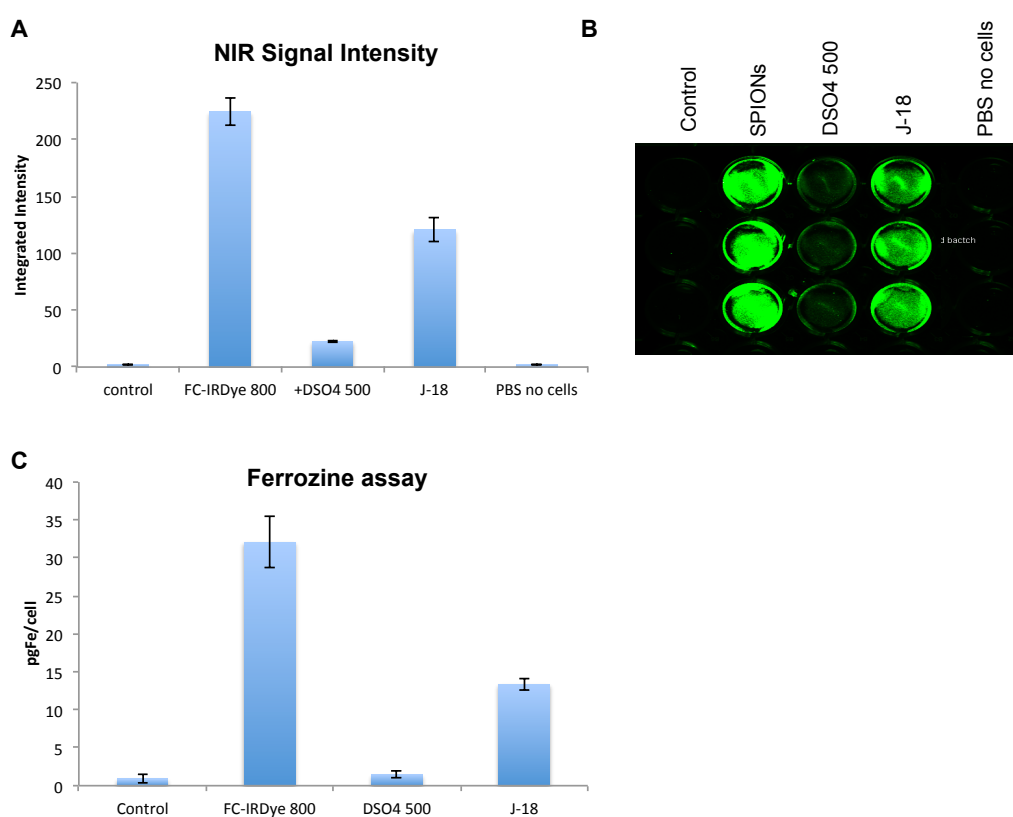 A
NIR Signal Intensity
Integrated Intensity
250
200
150
100
50
0
control FC-IRDye 800 +DSO4 500 J-18 PBS no cells
B
Control
SPIONs
DSO4 500
J-18
PBS no cells
d bactch
C
Ferrozine assay
pgFe/cell
40
35
30
25
20
15
10
5
0
Control FC-IRDye 800 DSO4 500 J-18